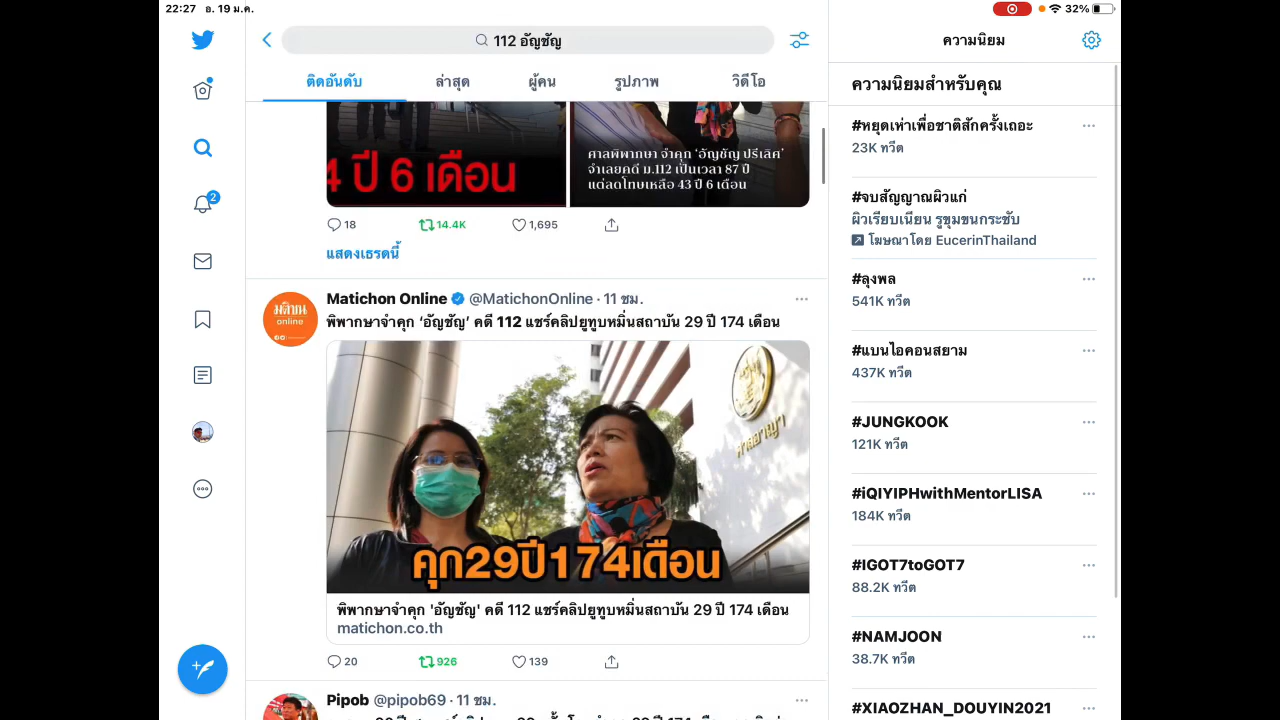 22:27 อ. 19 ม.ค.
32%
112 อัญชัญ
ติดอันดับ ล่าสุด ผู้คน รูปภาพ วิดีโอ
4 ปี 6 เดือน
ศาลพิพากษา จำคุก 'อัญชัญ ปรีเลิศ'
จำเลยคดี ม.112 เป็นเวลา 87 ปี
แต่ลดโทษเหลือ 43 ปี 6 เดือน
18 14.4K 1,695
แสดงเธรดนี้
มติชน
online
Matichon Online @MatichonOnline · 11 ชม.
พิพากษาจำคุก ‘อัญชัญ’ คดี 112 แชร์คลิปยูทูบหมิ่นสถาบัน 29 ปี 174 เดือน
ศาลอาญา
คุก29ปี174เดือน
พิพากษาจำคุก 'อัญชัญ' คดี 112 แชร์คลิปยูทูบหมิ่นสถาบัน 29 ปี 174 เดือน
matichon.co.th
20 926 139
Pipob @pipob69 · 11 ชม.
2
ความนิยม
ความนิยมสำหรับคุณ
#หยุดเห่าเพื่อชาติสักครั้งเถอะ
23K ทวีต
#จบสัญญาณผิวแก่
ผิวเรียบเนียน รูขุมขนกระชับ
โฆษณาโดย EucerinThailand
#ลุงพล
541K ทวีต
#แบนไอคอนสยาม
437K ทวีต
#JUNGKOOK
121K ทวีต
#iQIYIPHwithMentorLISA
184K ทวีต
#IGOT7toGOT7
88.2K ทวีต
#NAMJOON
38.7K ทวีต
#XIAOZHAN_DOUYIN2021